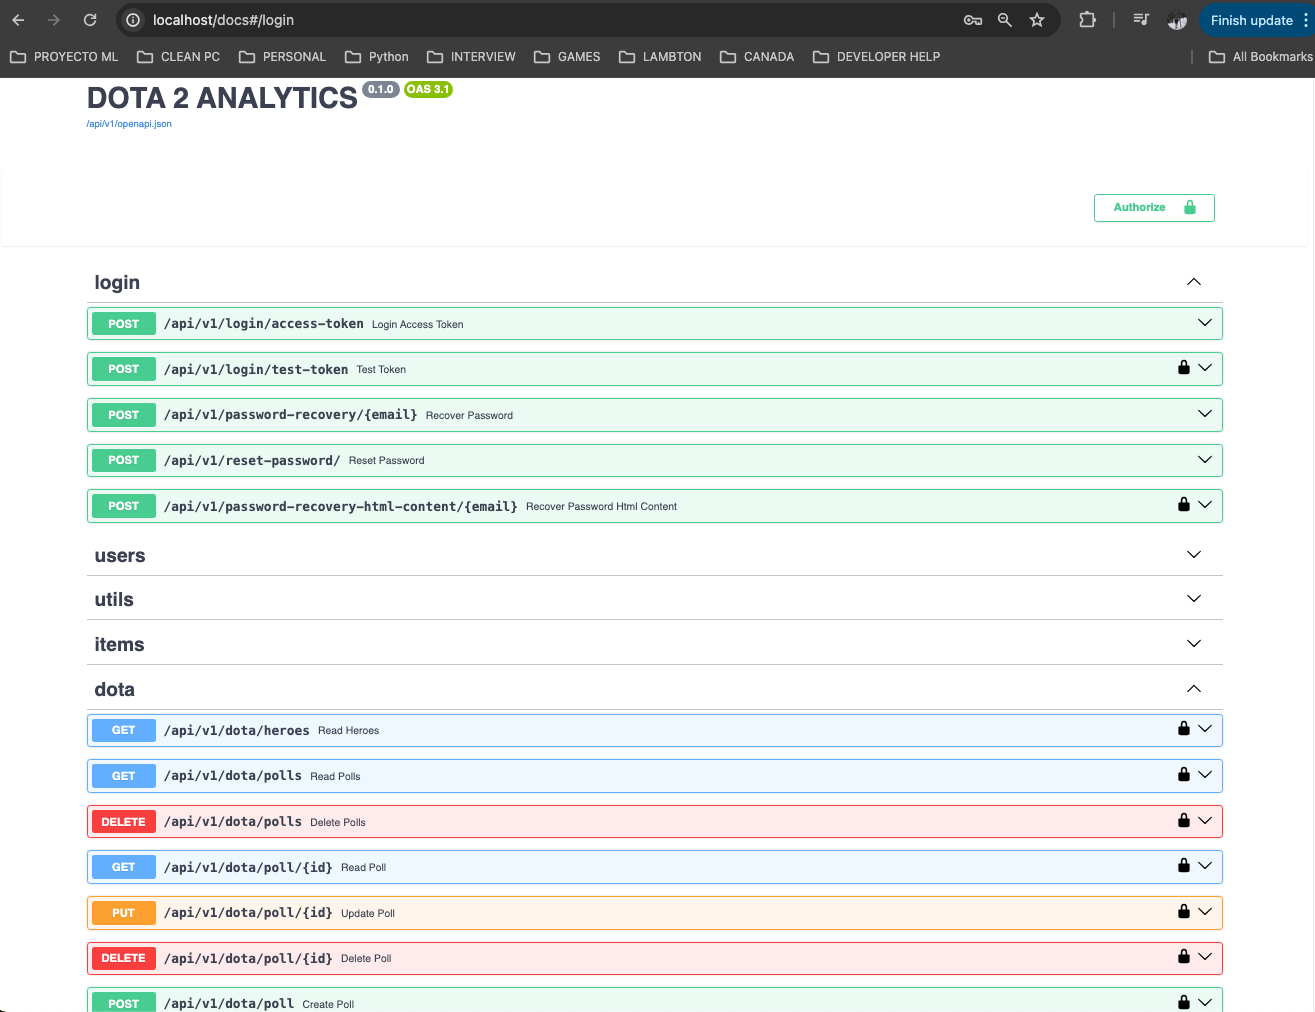 localhost/docs#/login
Finish update
PROYECTO ML CLEAN PC PERSONAL Python INTERVIEW GAMES LAMBTON CANADA DEVELOPER HELP All Bookmarks
DOTA 2 ANALYTICS 0.1.0 OAS 3.1
/api/v1/openapi.json
Authorize
login
POST /api/v1/login/access-token Login Access Token
POST /api/v1/login/test-token Test Token
POST /api/v1/password-recovery/{email} Recover Password
POST /api/v1/reset-password/ Reset Password
POST /api/v1/password-recovery-html-content/{email} Recover Password Html Content
users
utils
items
dota
GET /api/v1/dota/heroes Read Heroes
GET /api/v1/dota/polls Read Polls
DELETE /api/v1/dota/polls Delete Polls
GET /api/v1/dota/poll/{id} Read Poll
PUT /api/v1/dota/poll/{id} Update Poll
DELETE /api/v1/dota/poll/{id} Delete Poll
POST /api/v1/dota/poll Create Poll